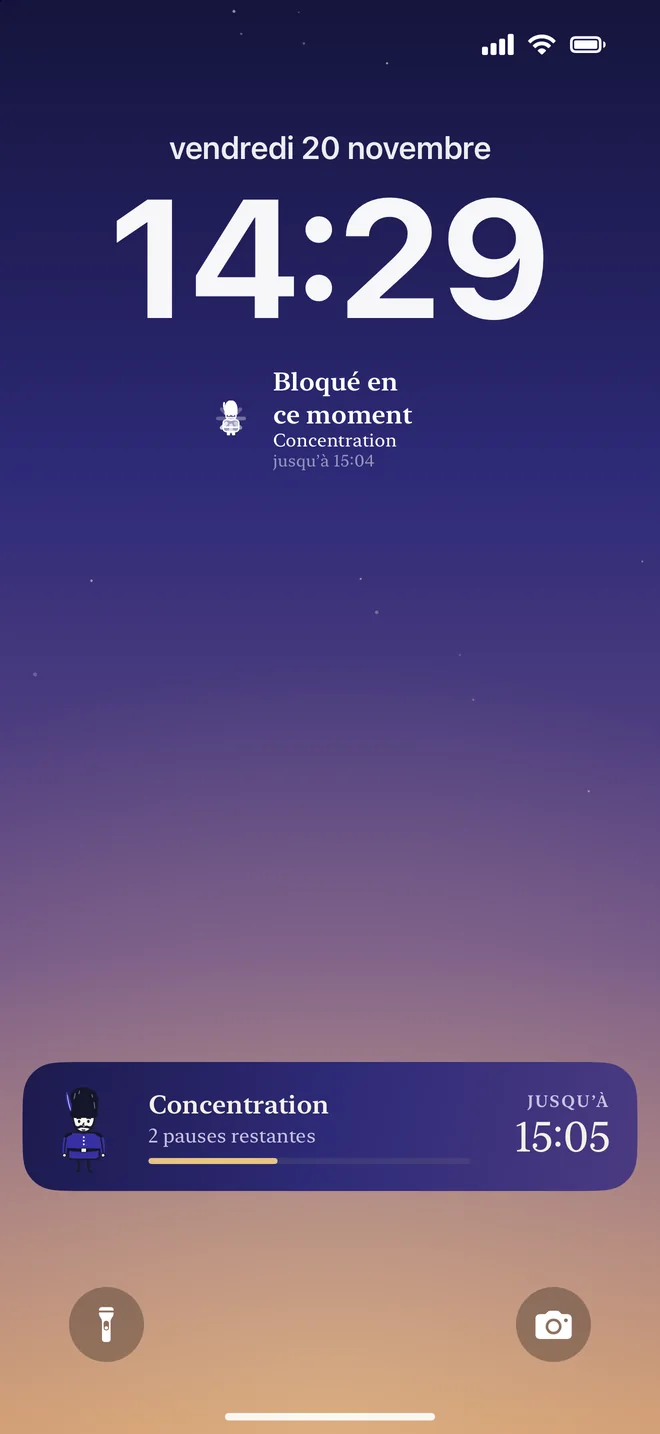 vendredi 20 novembre
14:29
Bloqué en
ce moment
Concentration
jusqu’à 15:04
Concentration
2 pauses restantes
JUSQU’À
15:05